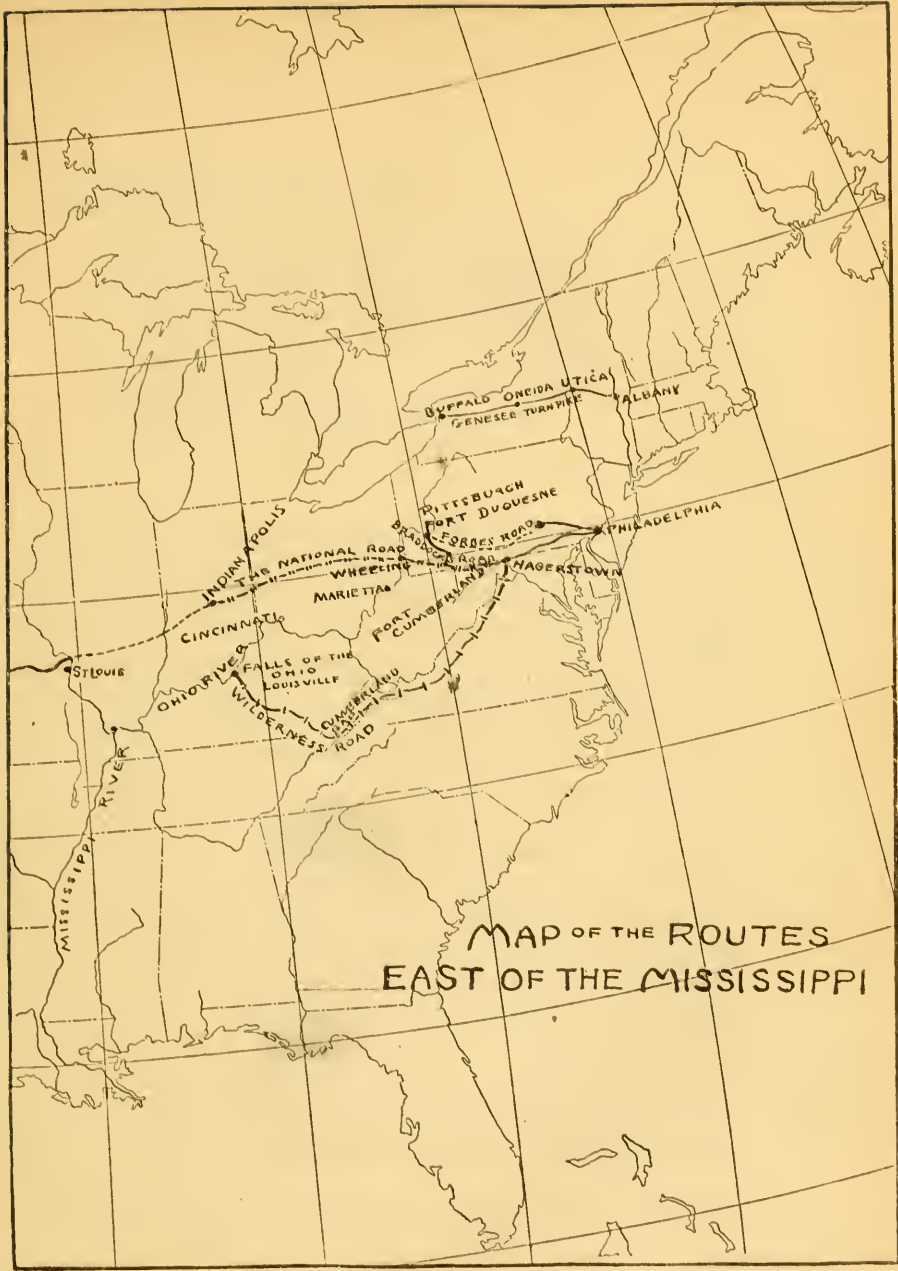 BUFFALO ONEIDA UTICA
ALBANY
GENESEE TURNPIKE
PITTSBURGH
FORT DUQUESNE
FORBES ROAD
PHILADELPHIA
BRADDOCK'S ROAD
INDIANAPOLIS
THE NATIONAL ROAD
WHEELING
HAGERSTOWN
MARIETTA
FORT
CUMBERLAND
CINCINNATI
ST LOUIS
OHIO RIVER
FALLS OF THE
OHIO
LOUISVILLE
CUMBERLAND
GAP
WILDERNESS ROAD
MISSISSIPPI RIVER
MAP OF THE ROUTES
EAST OF THE MISSISSIPPI